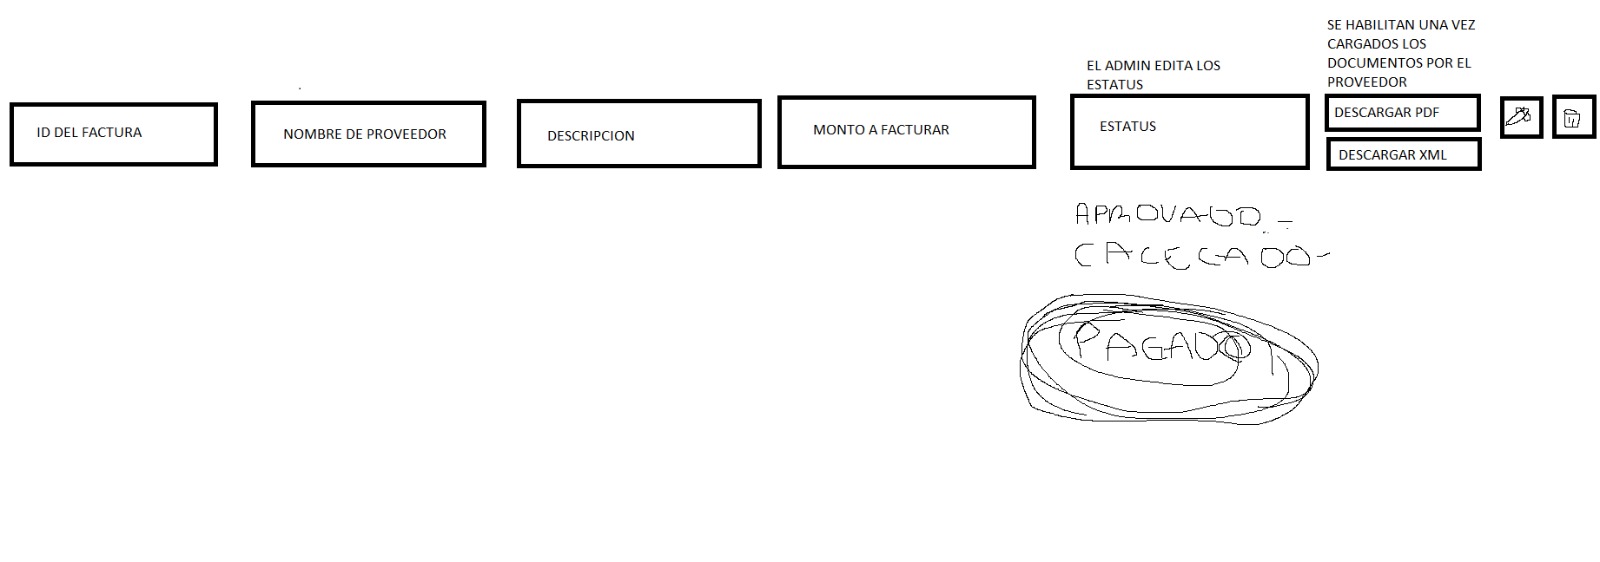 SE HABILITAN UNA VEZ
CARGADOS LOS
DOCUMENTOS POR EL
PROVEEDOR
EL ADMIN EDITA LOS
ESTATUS
ID DEL FACTURA
NOMBRE DE PROVEEDOR
DESCRIPCION
MONTO A FACTURAR
ESTATUS
DESCARGAR PDF
DESCARGAR XML
APROVADO -
PAGADO